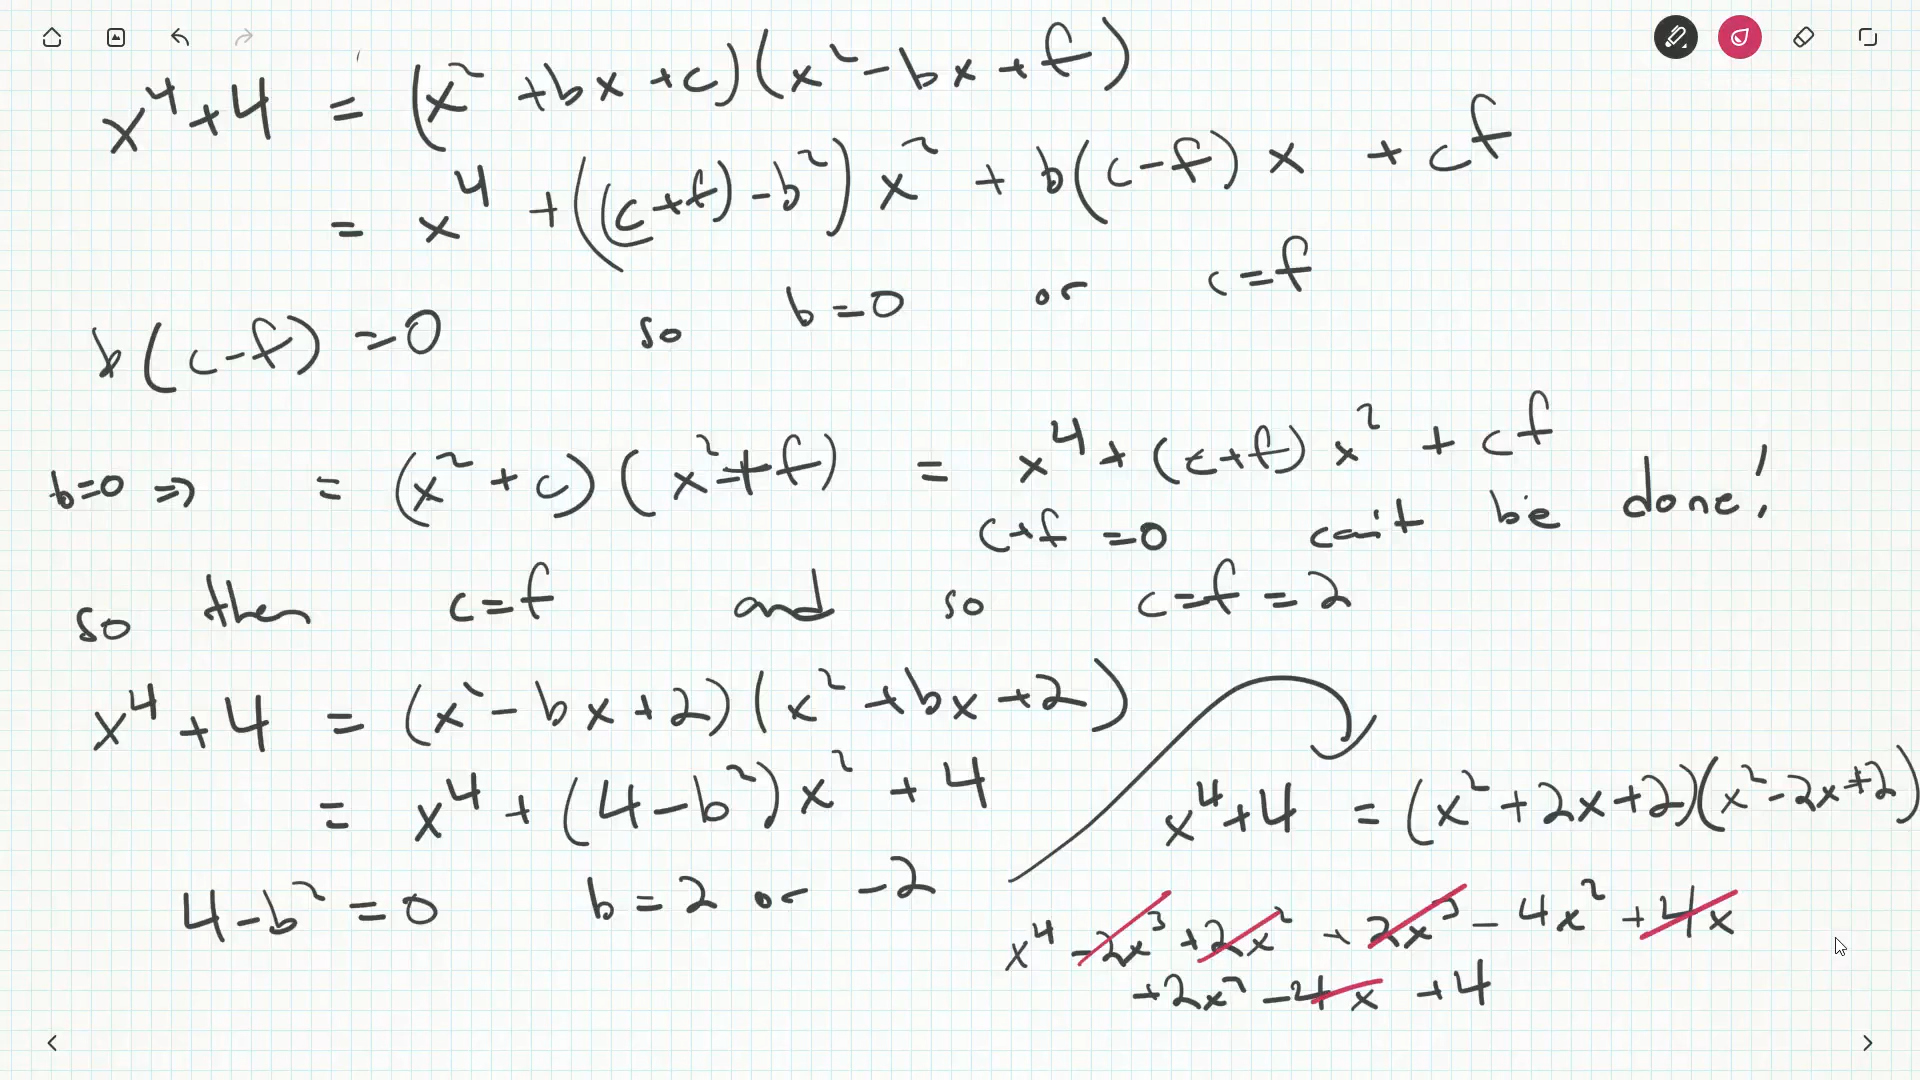 x⁴+4 = (x² +bx +c)(x² -bx +f)
= x⁴ +((c+f)-b²) x² + b(c-f) x + cf
b(c-f) =0 so b=0 or c=f
b=0 ⇒ = (x² + c) (x² + f) = x⁴ + (c+f) x² + cf
c+f =0 can't be done!
so then c=f and so c=f=2
x⁴ + 4 = (x² - bx +2)(x² +bx +2)
= x⁴ + (4-b²) x² + 4
4-b² = 0 b = 2 or -2
x⁴+4 = (x² +2x+2)(x² -2x +2)
x⁴ -2x³ +2x² + 2x³ - 4x² +4x
+2x² -4x +4